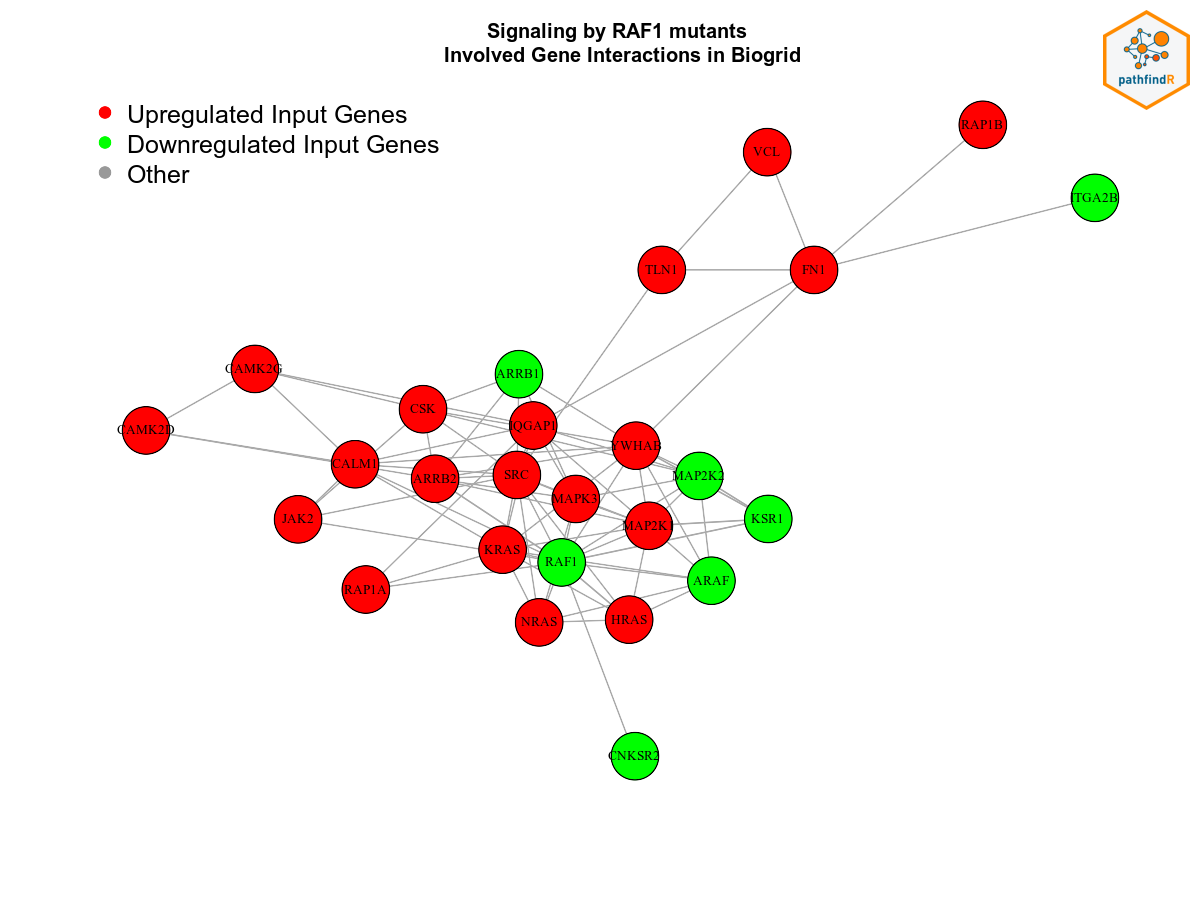 Signaling by RAF1 mutants
Involved Gene Interactions in Biogrid
pathfindR
Upregulated Input Genes
Downregulated Input Genes
Other
RAP1B
VCL
ITGA2B
TLN1
FN1
CAMK2G
ARRB1
CSK
IQGAP1
CAMK2D
YWHAB
CALM1
ARRB2
SRC
MAP2K2
MAPK3
JAK2
KSR1
MAP2K1
KRAS
RAF1
ARAF
RAP1A
NRAS
HRAS
CNKSR2